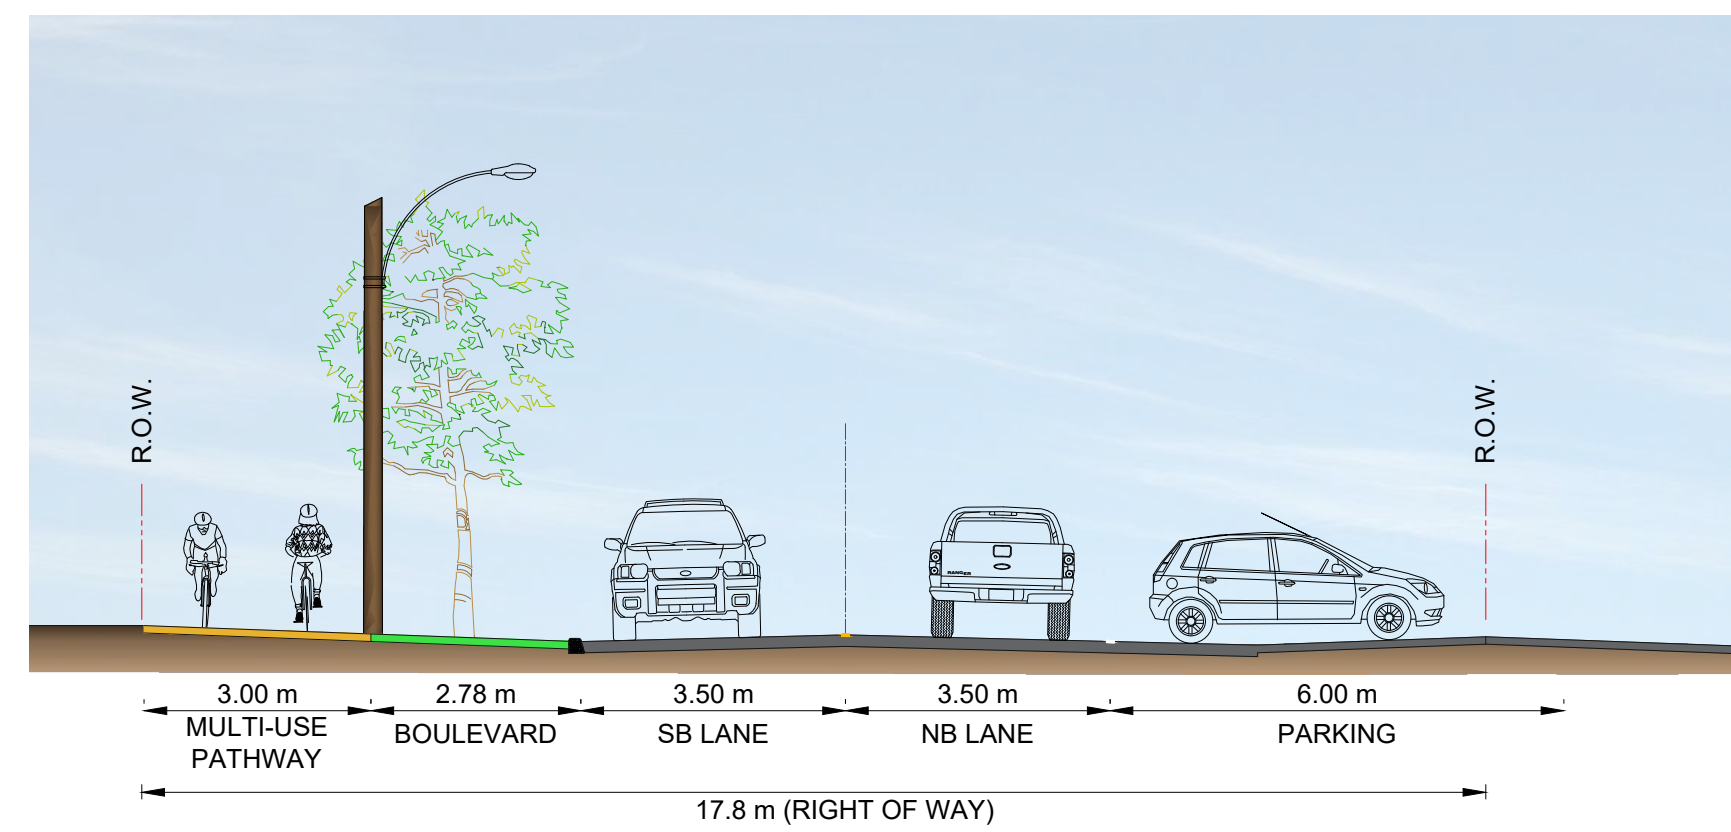 R.O.W.
R.O.W.
RANGER
3.00 m
2.78 m
3.50 m
3.50 m
6.00 m
MULTI-USE
PATHWAY
BOULEVARD
SB LANE
NB LANE
PARKING
17.8 m (RIGHT OF WAY)